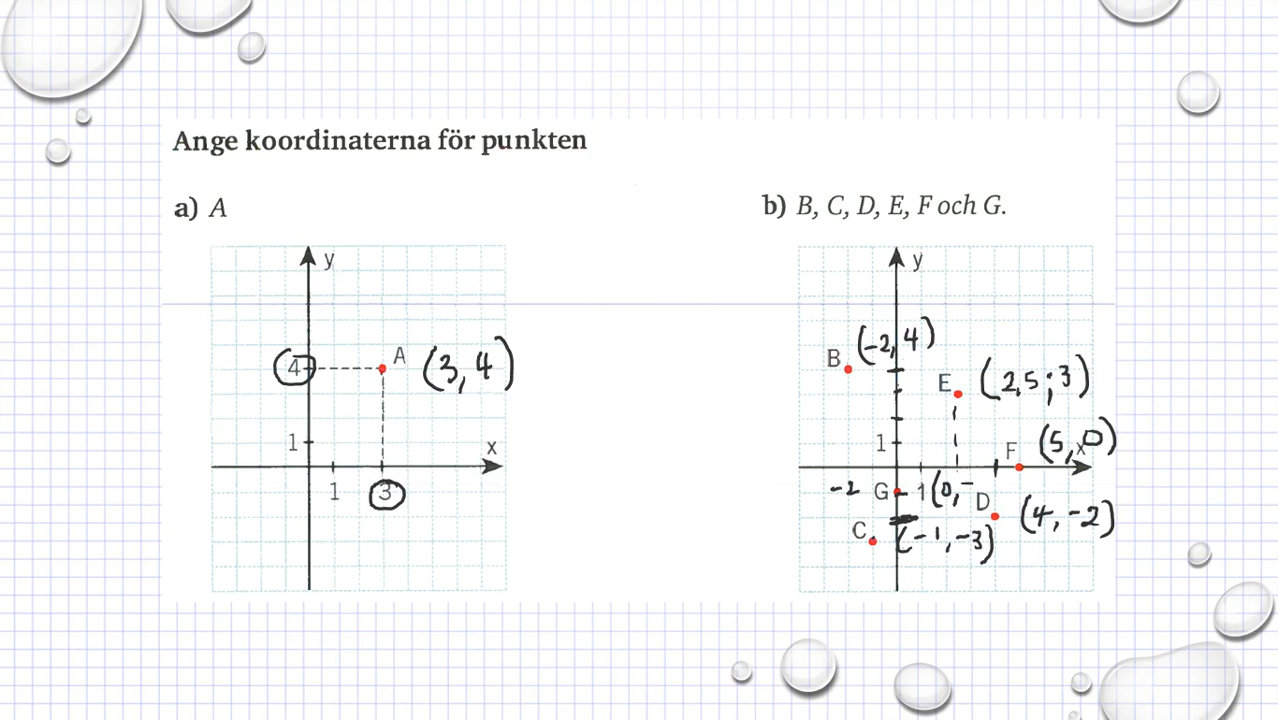 Ange koordinaterna för punkten
a) A
b) B, C, D, E, F och G.
y
4
A (3, 4)
1
x
1
3
y
B (-2, 4)
E (2,5 ; 3)
1
F (5, 0)
x
-2 G 1 (0, -
D (4, -2)
C (-1, -3)